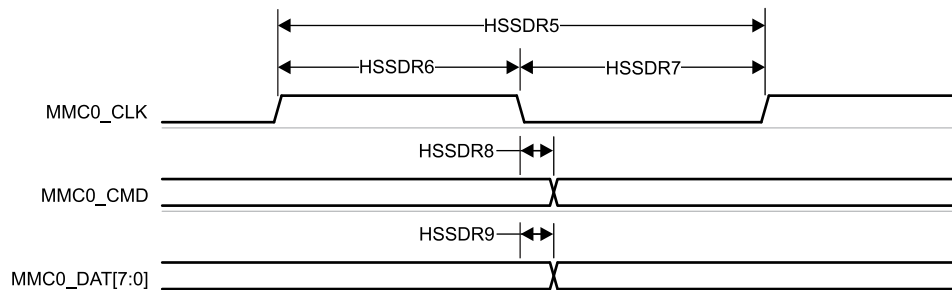 HSSDR5
HSSDR6 HSSDR7
MMC0_CLK
HSSDR8
MMC0_CMD
HSSDR9
MMC0_DAT[7:0]